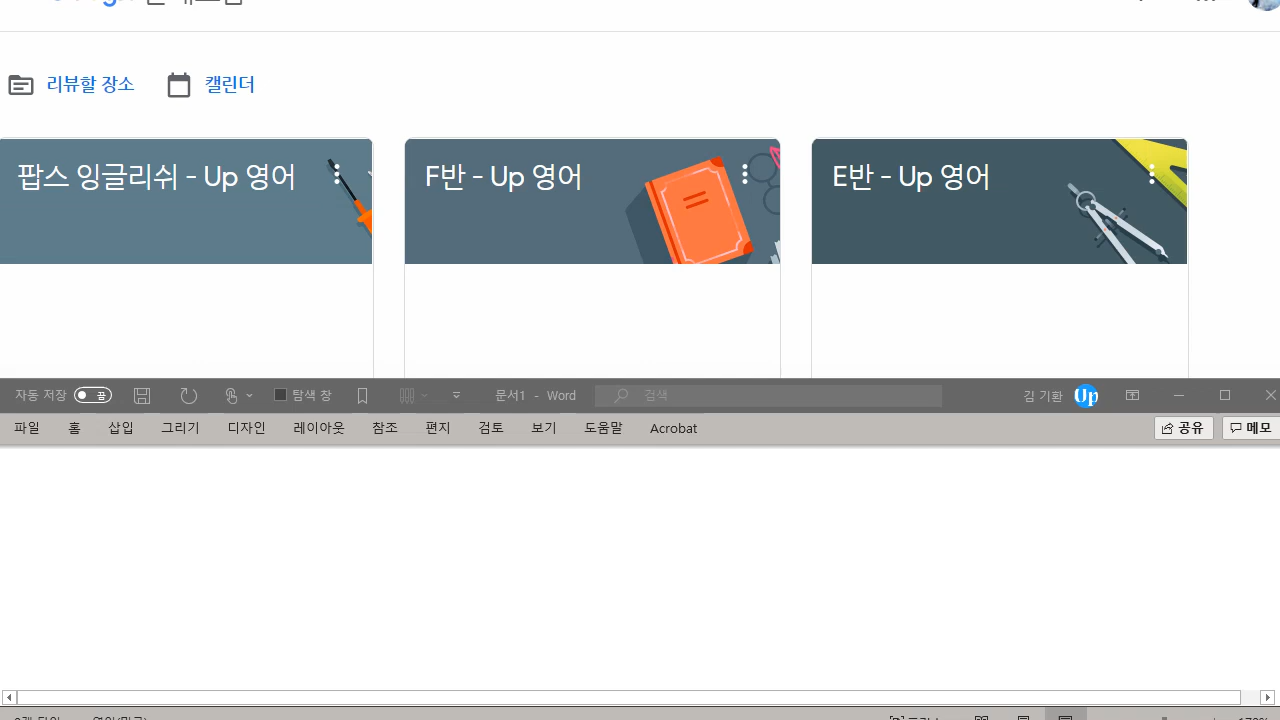 리뷰할 장소 캘린더
팝스 잉글리쉬 - Up 영어
F반 - Up 영어
E반 - Up 영어
자동 저장 끔 탐색 창 문서1 - Word 검색 김 기환 Up
파일 홈 삽입 그리기 디자인 레이아웃 참조 편지 검토 보기 도움말 Acrobat 공유 메모